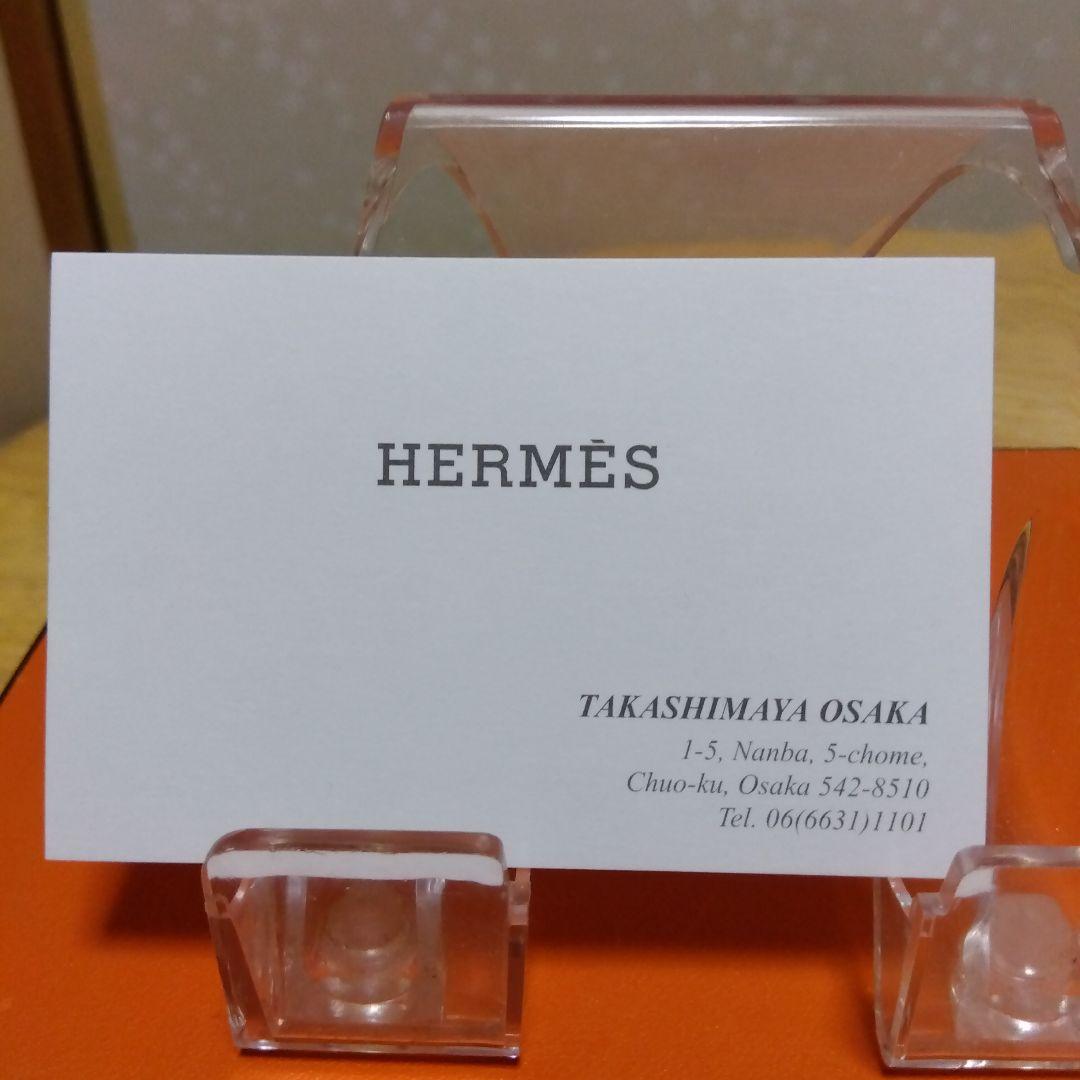 HERMÈS
TAKASHIMAYA OSAKA
1-5, Nanba, 5-chome,
Chuo-ku, Osaka 542-8510
Tel. 06(6631)1101